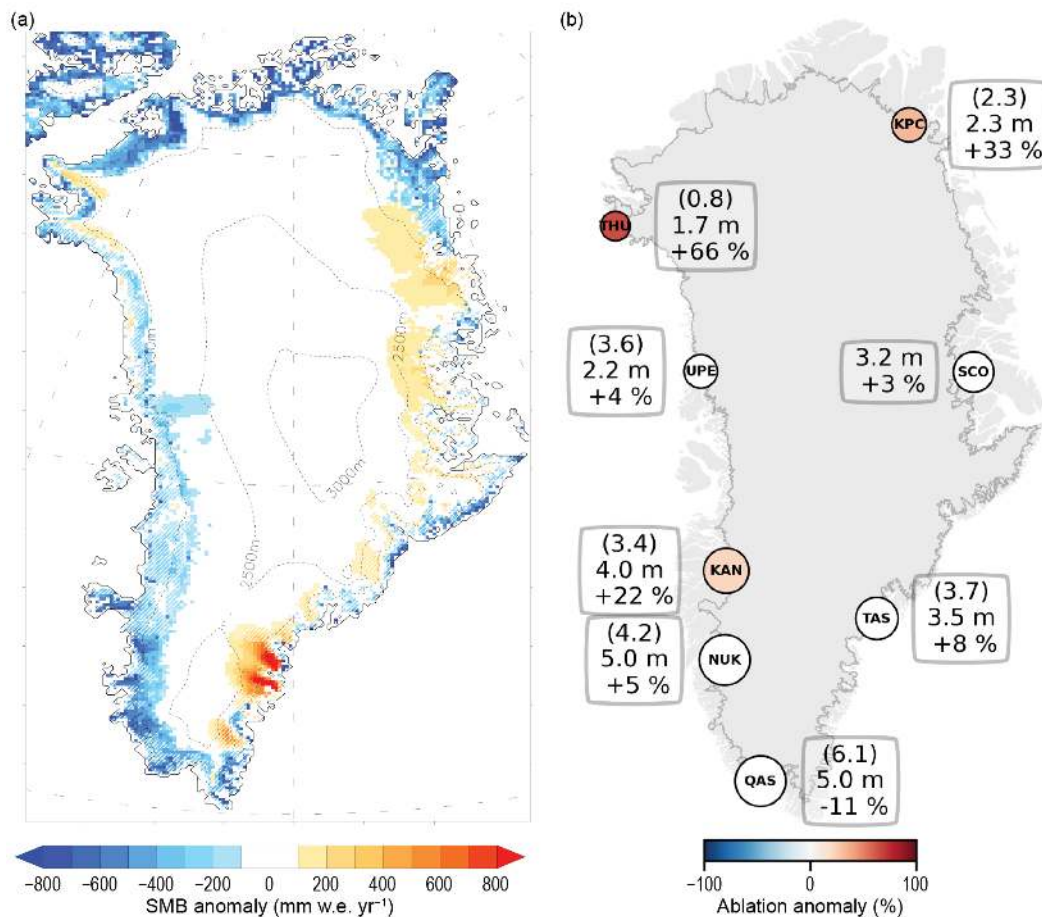 (a)
2500m
3000m
2500m
−800 −600 −400 −200 0 200 400 600 800
SMB anomaly (mm w.e. yr⁻¹)
(b)
KPC
(2.3)
2.3 m
+33 %
THU
(0.8)
1.7 m
+66 %
UPE
(3.6)
2.2 m
+4 %
SCO
3.2 m
+3 %
KAN
(3.4)
4.0 m
+22 %
NUK
(4.2)
5.0 m
+5 %
TAS
(3.7)
3.5 m
+8 %
QAS
(6.1)
5.0 m
-11 %
−100 0 100
Ablation anomaly (%)